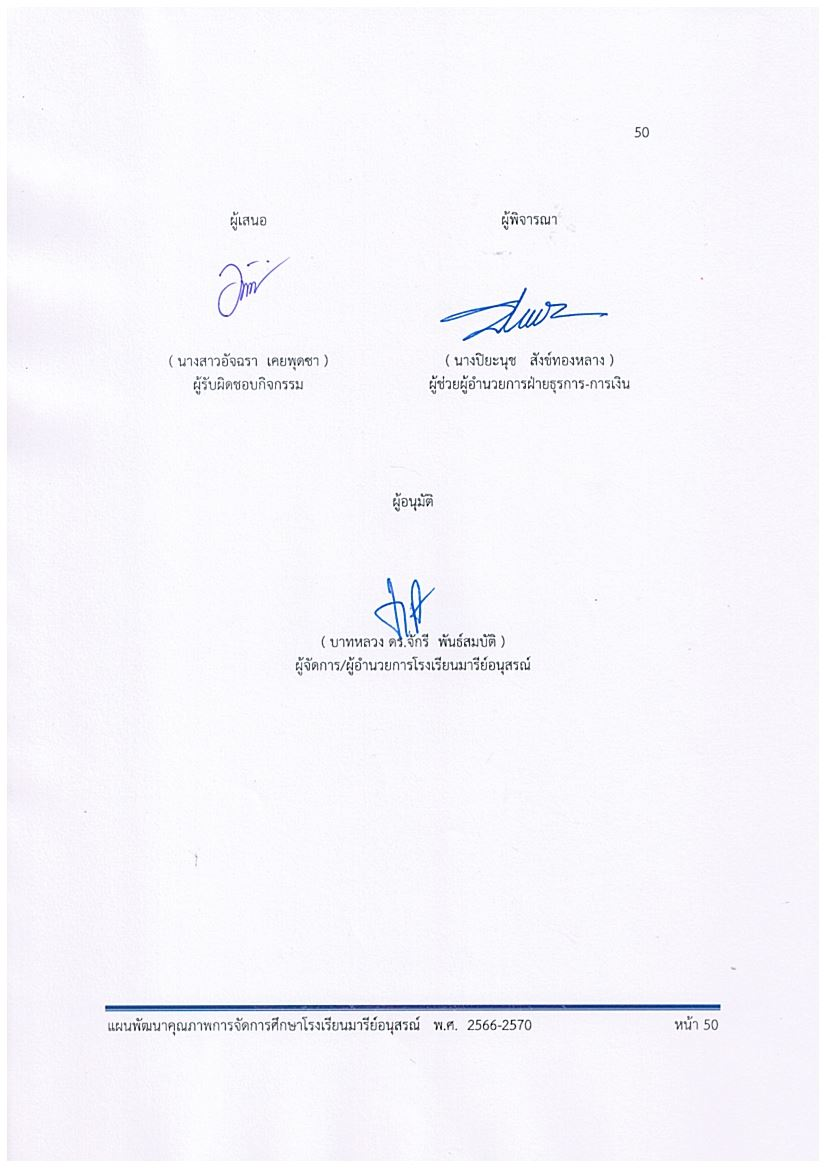 50
ผู้เสนอ ผู้พิจารณา
( นางสาวอัจฉรา เคยพุดซา ) ( นางปิยะนุช สังข์ทองหลาง )
ผู้รับผิดชอบกิจกรรม ผู้ช่วยผู้อำนวยการฝ่ายธุรการ-การเงิน
ผู้อนุมัติ
( บาทหลวง ดร.จักรี พันธ์สมบัติ )
ผู้จัดการ/ผู้อำนวยการโรงเรียนมารีย์อนุสรณ์
แผนพัฒนาคุณภาพการจัดการศึกษาโรงเรียนมารีย์อนุสรณ์ พ.ศ. 2566-2570 หน้า 50